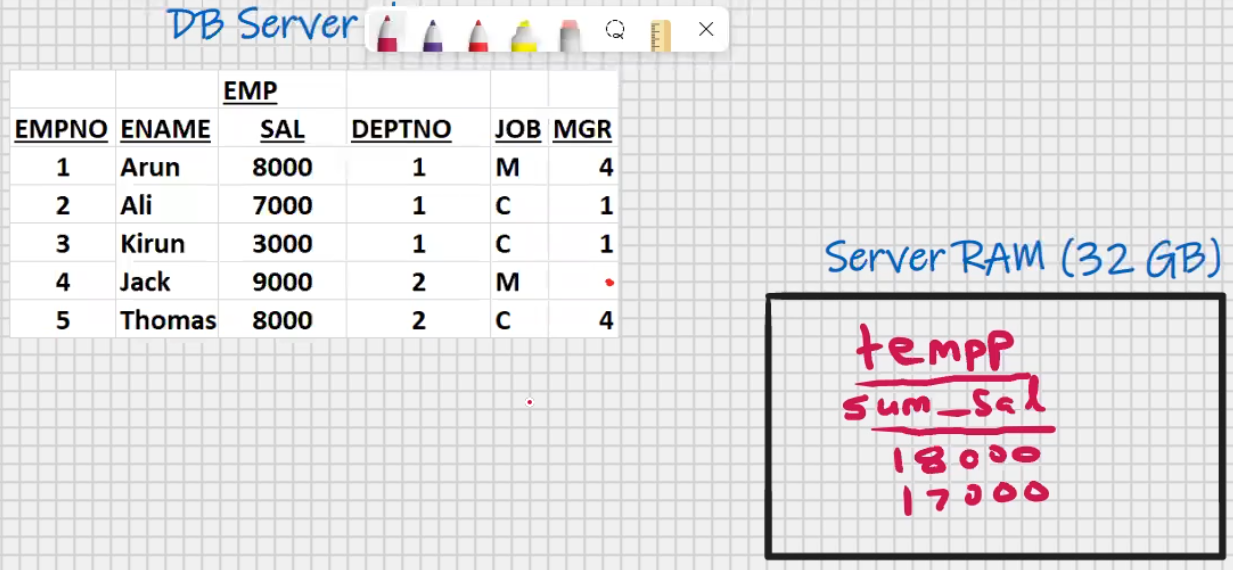 DB Server
EMP
EMPNO ENAME SAL DEPTNO JOB MGR
1 Arun 8000 1 M 4
2 Ali 7000 1 C 1
3 Kirun 3000 1 C 1
4 Jack 9000 2 M
5 Thomas 8000 2 C 4
Server RAM (32 GB)
tempp
sum_sal
18000
17000